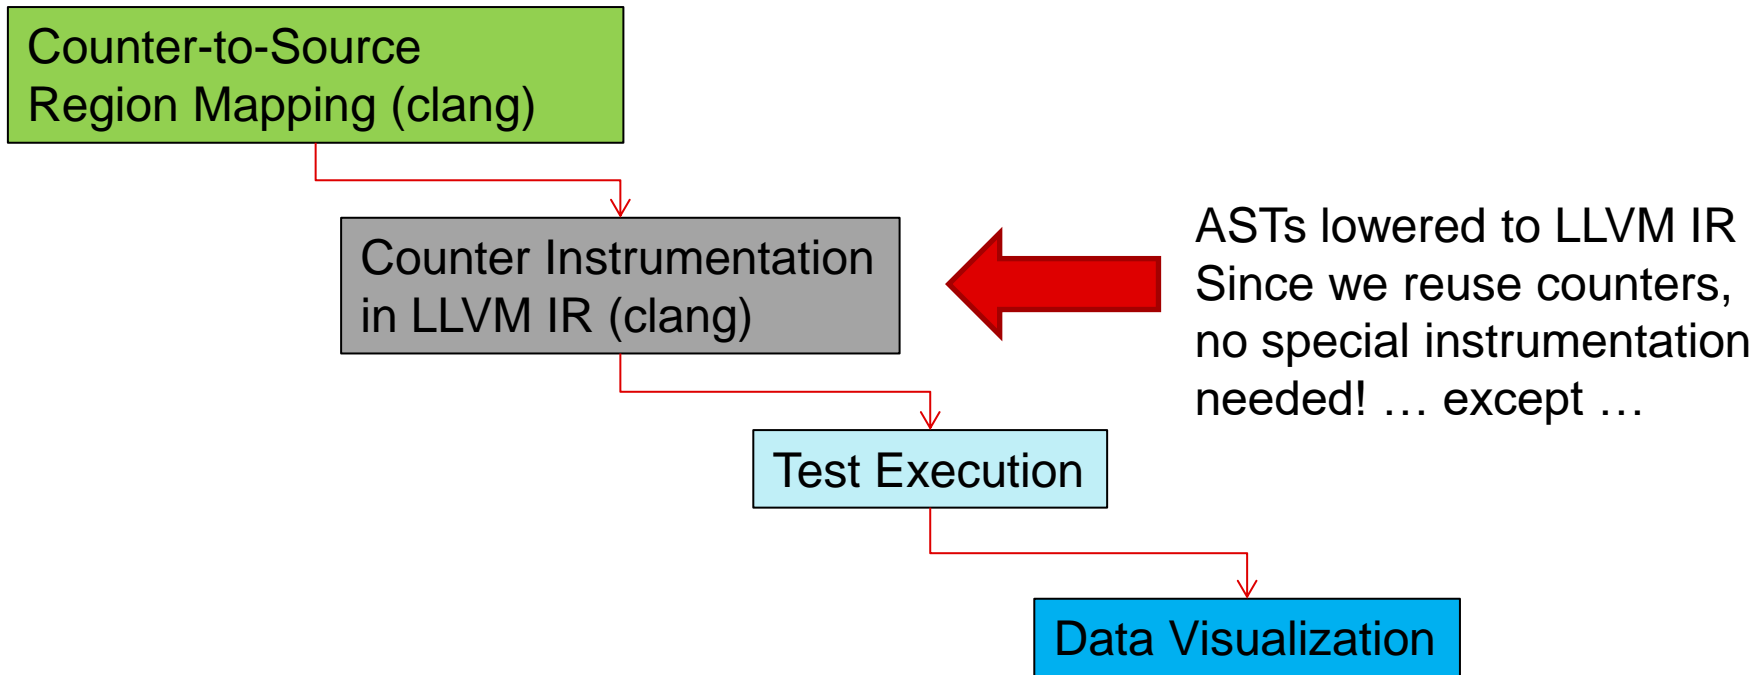 Counter-to-Source
Region Mapping (clang)
Counter Instrumentation
in LLVM IR (clang)
ASTs lowered to LLVM IR
Since we reuse counters,
no special instrumentation
needed! … except …
Test Execution
Data Visualization